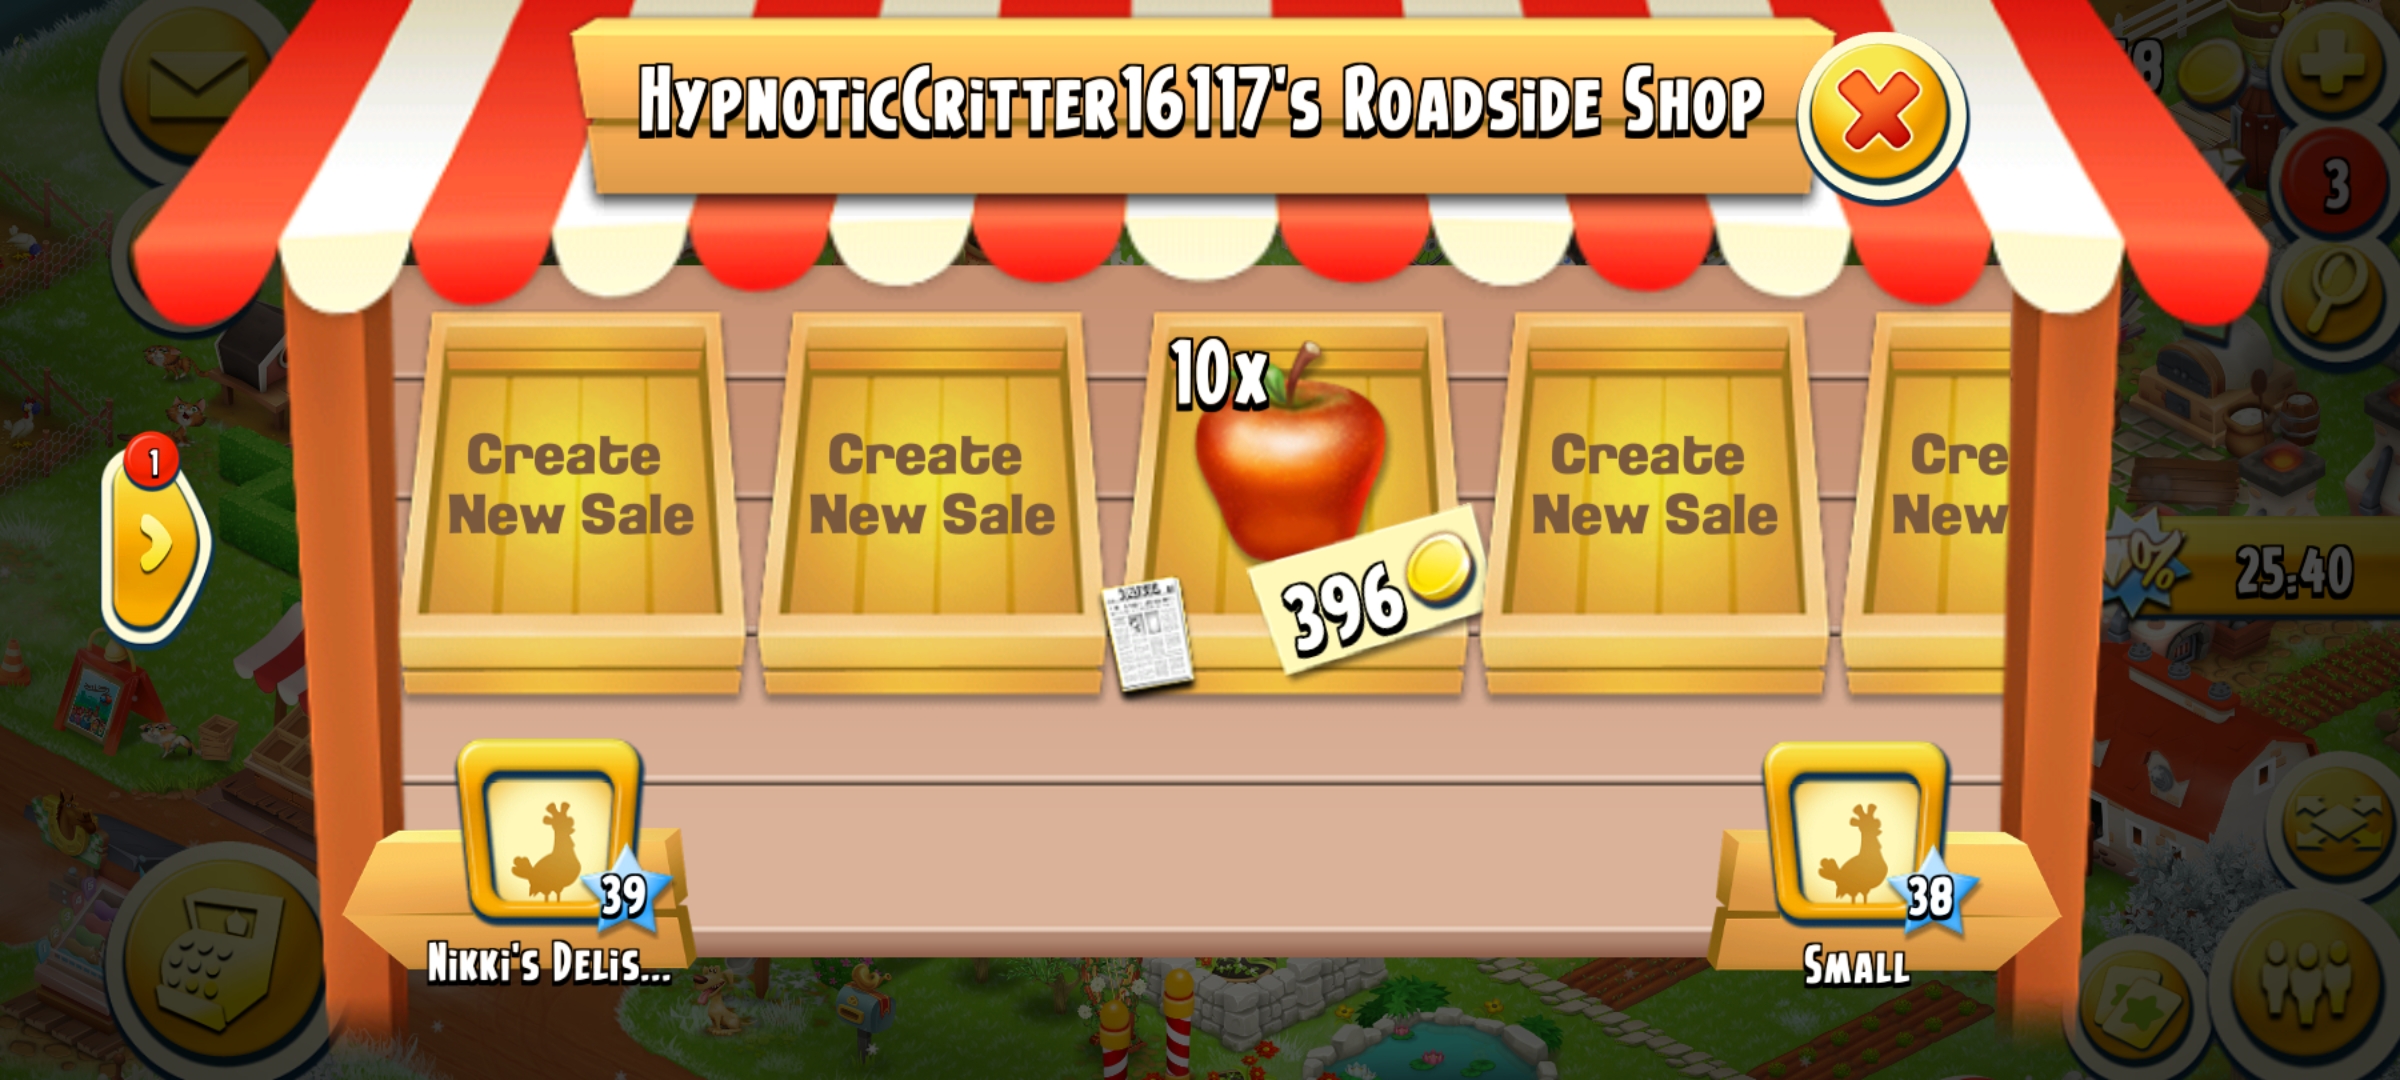 HypnoticCritter16117's Roadside Shop
3
1
Create
New Sale
Create
New Sale
10x
396
Create
New Sale
Cre
New
25:40
39
Nikki's Delis...
38
Small